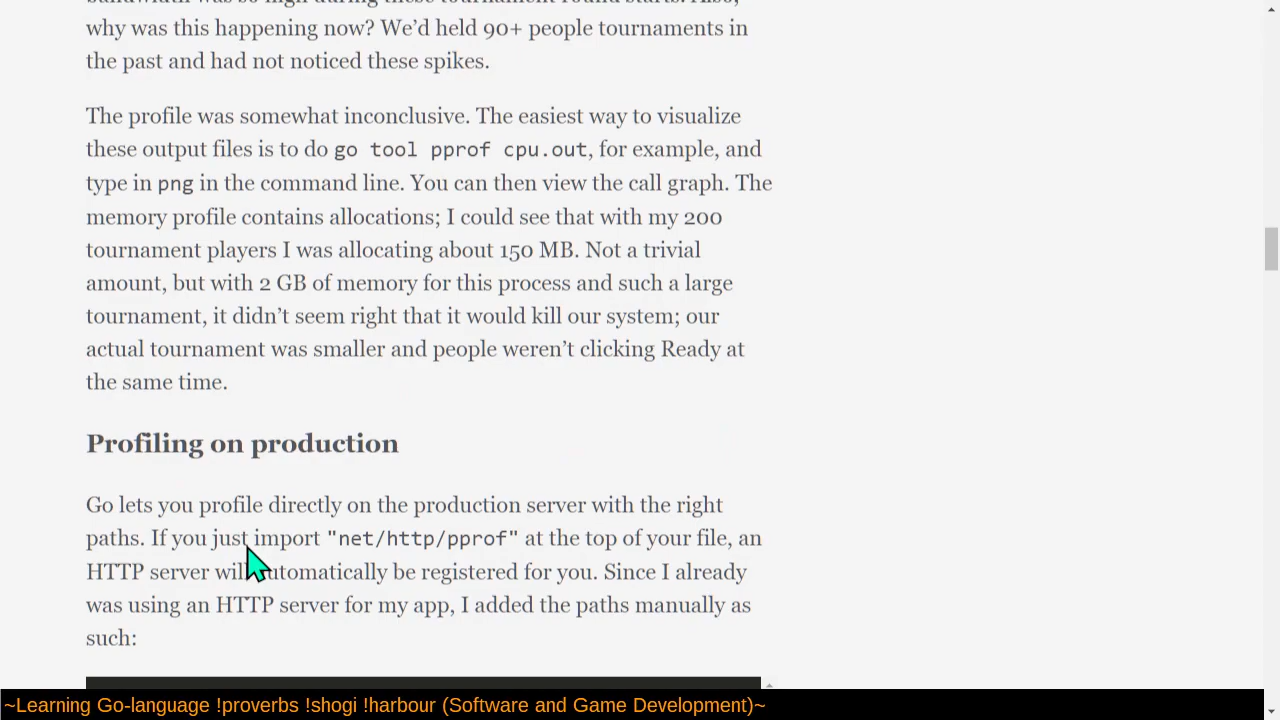 why was this happening now? We’d held 90+ people tournaments in
the past and had not noticed these spikes.
The profile was somewhat inconclusive. The easiest way to visualize
these output files is to do go tool pprof cpu.out, for example, and
type in png in the command line. You can then view the call graph. The
memory profile contains allocations; I could see that with my 200
tournament players I was allocating about 150 MB. Not a trivial
amount, but with 2 GB of memory for this process and such a large
tournament, it didn’t seem right that it would kill our system; our
actual tournament was smaller and people weren’t clicking Ready at
the same time.
Profiling on production
Go lets you profile directly on the production server with the right
paths. If you just import "net/http/pprof" at the top of your file, an
HTTP server will automatically be registered for you. Since I already
was using an HTTP server for my app, I added the paths manually as
such:
~Learning Go-language !proverbs !shogi !harbour (Software and Game Development)~